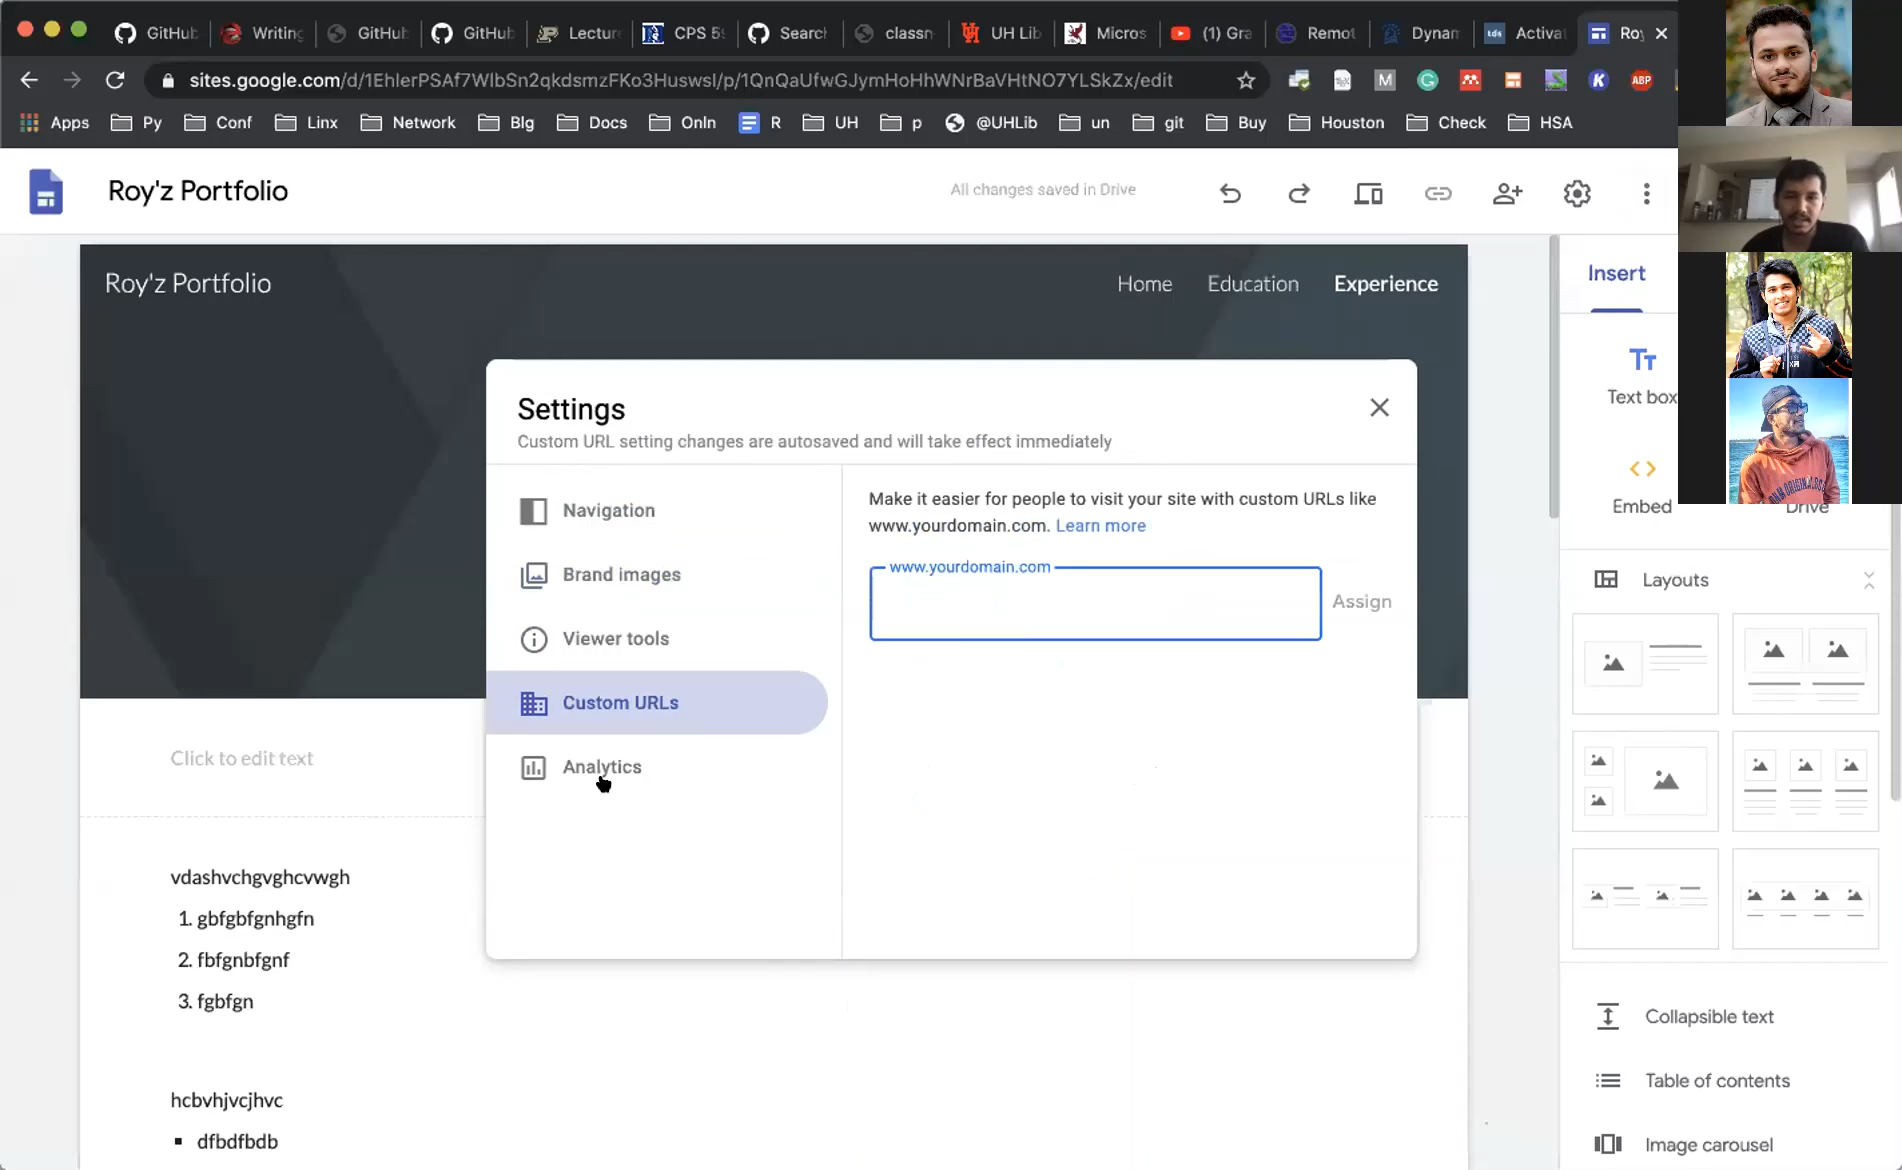 GitHub
Writing
GitHub
GitHub
Lectur
CPS 5
Search
classn
UH Lib
Micros
(1) Gra
Remot
Dynam
Activat
Roy
sites.google.com/d/1EhlerPSAf7WIbSn2qkdsmzFKo3Huswsl/p/1QnQaUfwGJymHoHhWNrBaVHtNO7YLSkZx/edit
Apps
Py
Conf
Linx
Network
Blg
Docs
Onln
R
UH
p
@UHLib
un
git
Buy
Houston
Check
HSA
Roy'z Portfolio
All changes saved in Drive
Roy'z Portfolio
Home
Education
Experience
Insert
Text box
Embed
Drive
Settings
Custom URL setting changes are autosaved and will take effect immediately
Navigation
Brand images
Viewer tools
Custom URLs
Analytics
Make it easier for people to visit your site with custom URLs like
www.yourdomain.com. Learn more
www.yourdomain.com
Assign
Click to edit text
vdashvchgvghcvwgh
1. gbfgbfgnhgfn
2. fbfgnbfgnf
3. fgbfgn
hcbvhjvcjhvc
▪ dfbdfbdb
Layouts
Collapsible text
Table of contents
Image carousel